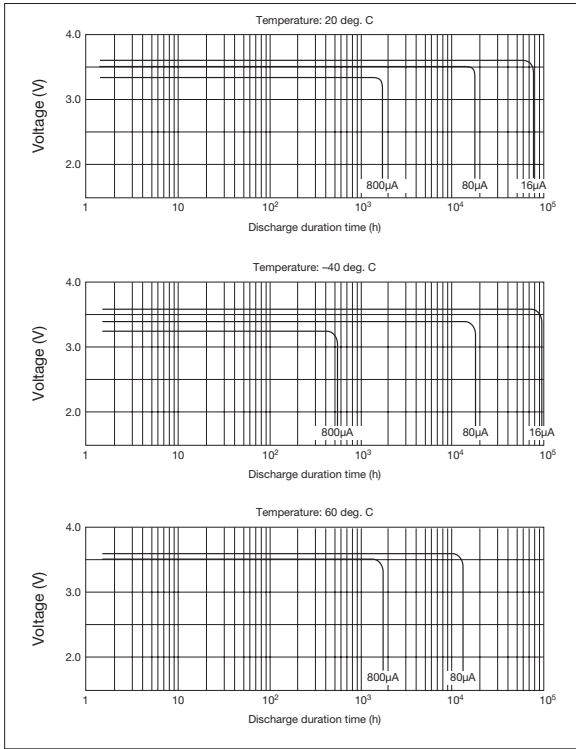 Temperature: 20 deg. C
4.0
3.0
2.0
Voltage (V)
800µA 80µA 16µA
1 10 10² 10³ 10⁴ 10⁵
Discharge duration time (h)
Temperature: –40 deg. C
4.0
3.0
2.0
Voltage (V)
800µA 80µA 16µA
1 10 10² 10³ 10⁴ 10⁵
Discharge duration time (h)
Temperature: 60 deg. C
4.0
3.0
2.0
Voltage (V)
800µA 80µA
1 10 10² 10³ 10⁴ 10⁵
Discharge duration time (h)